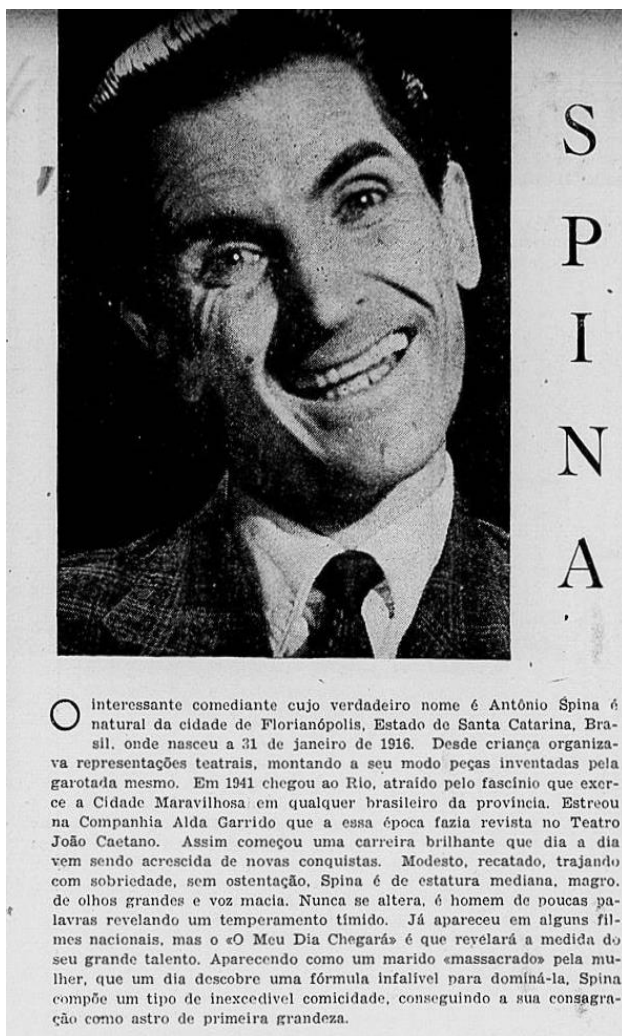 SPINA
O interessante comediante cujo verdadeiro nome é Antônio Spina é
natural da cidade de Florianópolis, Estado de Santa Catarina, Bra-
sil, onde nasceu a 31 de janeiro de 1916. Desde criança organiza-
va representações teatrais, montando a seu modo peças inventadas pela
garotada mesmo. Em 1941 chegou ao Rio, atraído pelo fascínio que exer-
ce a Cidade Maravilhosa em qualquer brasileiro da província. Estreou
na Companhia Alda Garrido que a essa época fazia revista no Teatro
João Caetano. Assim começou uma carreira brilhante que dia a dia
vem sendo acrescida de novas conquistas. Modesto, recatado, trajando
com sobriedade, sem ostentação, Spina é de estatura mediana, magro,
de olhos grandes e voz macia. Nunca se altera, é homem de poucas pa-
lavras revelando um temperamento tímido. Já apareceu em alguns fil-
mes nacionais, mas o «O Meu Dia Chegará» é que revelará a medida do
seu grande talento. Aparecendo como um marido «massacrado» pela mu-
lher, que um dia descobre uma fórmula infalível para dominá-la, Spina
compõe um tipo de inexcedivel comicidade, conseguindo a sua consagra-
ção como astro de primeira grandeza.